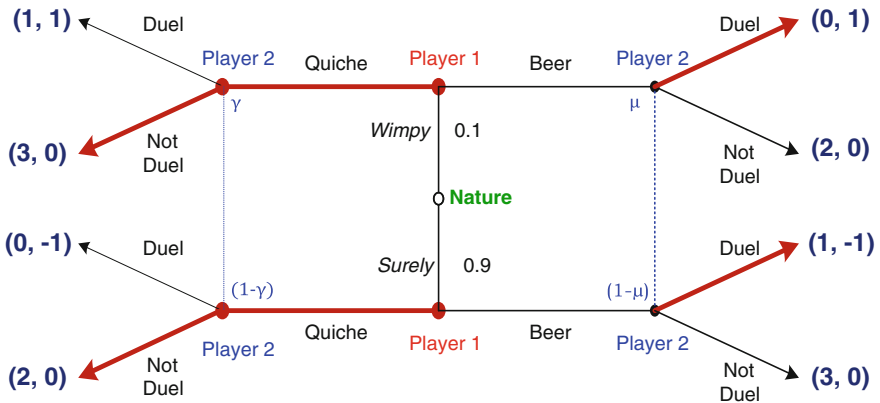 (1, 1)
Duel
Player 2
Quiche
Player 1
Beer
Player 2
Duel
(0, 1)
γ
μ
(3, 0)
Not
Duel
Wimpy
0.1
Not
Duel
(2, 0)
Nature
(0, -1)
Duel
(1-γ)
Surely
0.9
(1-μ)
Duel
(1, -1)
Quiche
Beer
Player 2
Player 1
Player 2
(2, 0)
Not
Duel
Not
Duel
(3, 0)